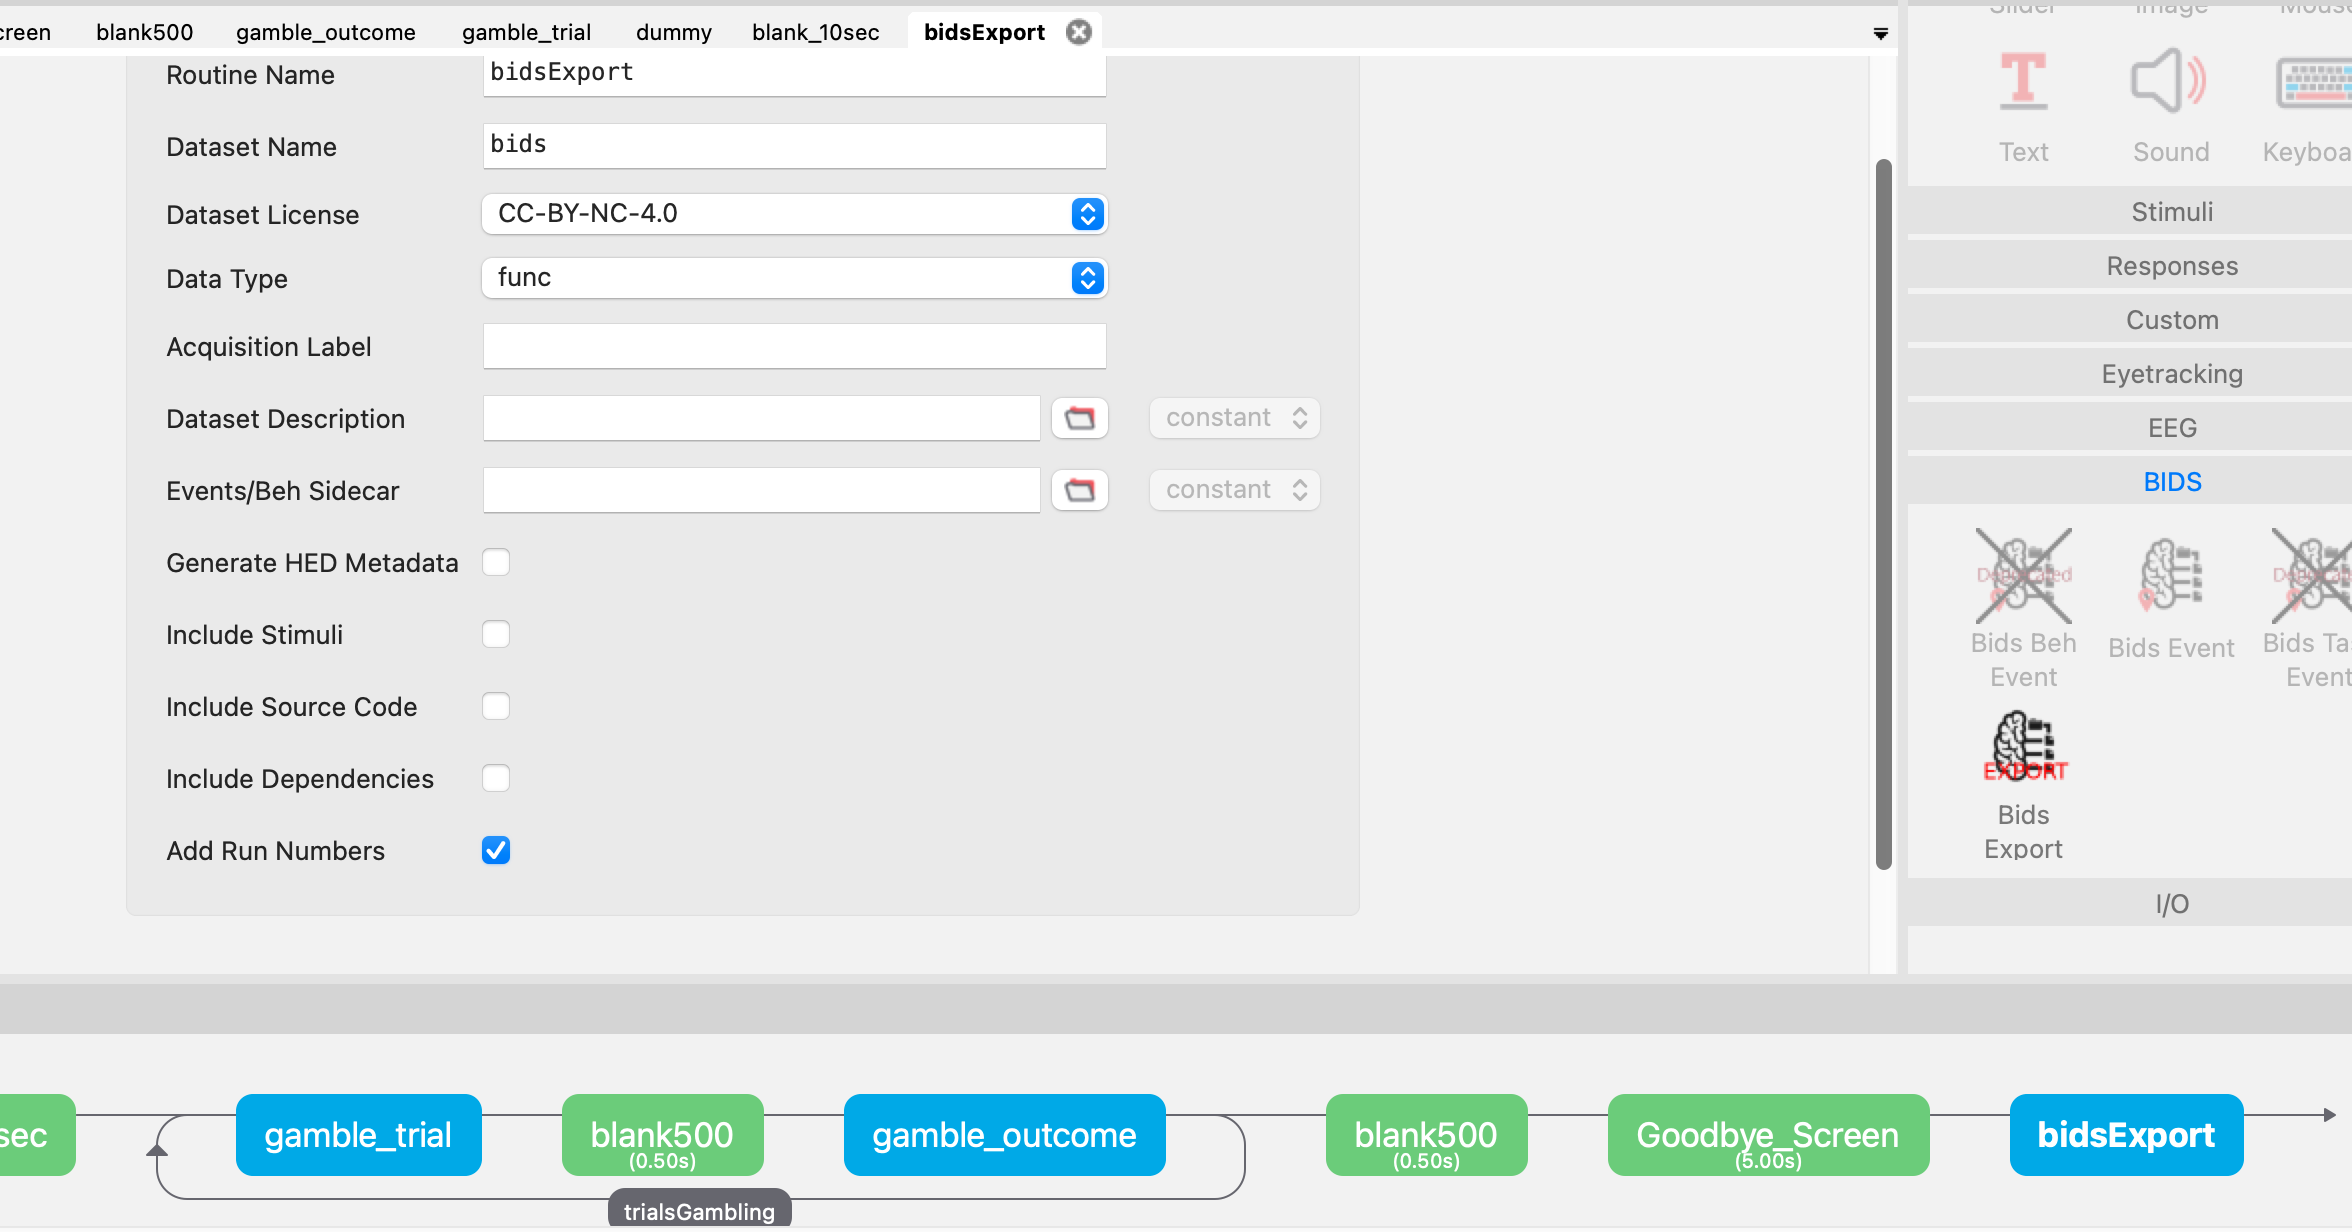 creen blank500 gamble_outcome gamble_trial dummy blank_10sec bidsExport
Routine Name bidsExport
Dataset Name bids
Dataset License CC-BY-NC-4.0
Data Type func
Acquisition Label
Dataset Description constant
Events/Beh Sidecar constant
Generate HED Metadata
Include Stimuli
Include Source Code
Include Dependencies
Add Run Numbers
Slider Image Mouse
T
Text Sound Keyboa
Stimuli
Responses
Custom
Eyetracking
EEG
BIDS
Bids Beh
Event
Bids Event
Bids Ta
Event
EXPORT
Bids
Export
I/O
sec
gamble_trial
blank500
(0.50s)
gamble_outcome
blank500
(0.50s)
Goodbye_Screen
(5.00s)
bidsExport
trialsGambling